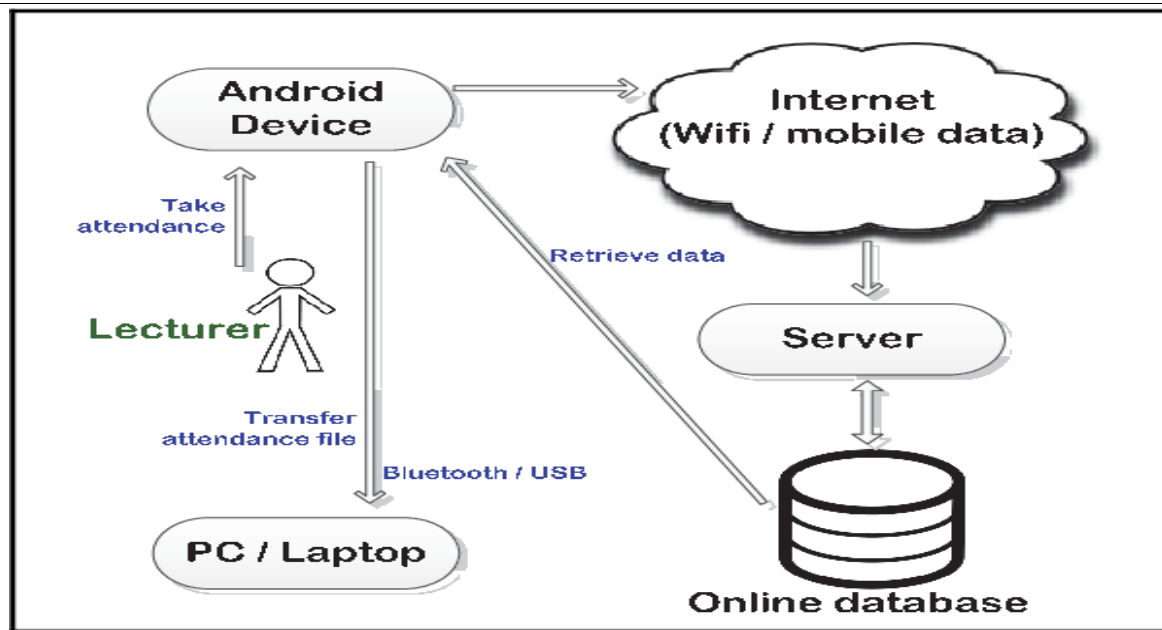 Android
Device
Internet
(Wifi / mobile data)
Take
attendance
Retrieve data
Lecturer
Server
Transfer
attendance file
Bluetooth / USB
PC / Laptop
Online database